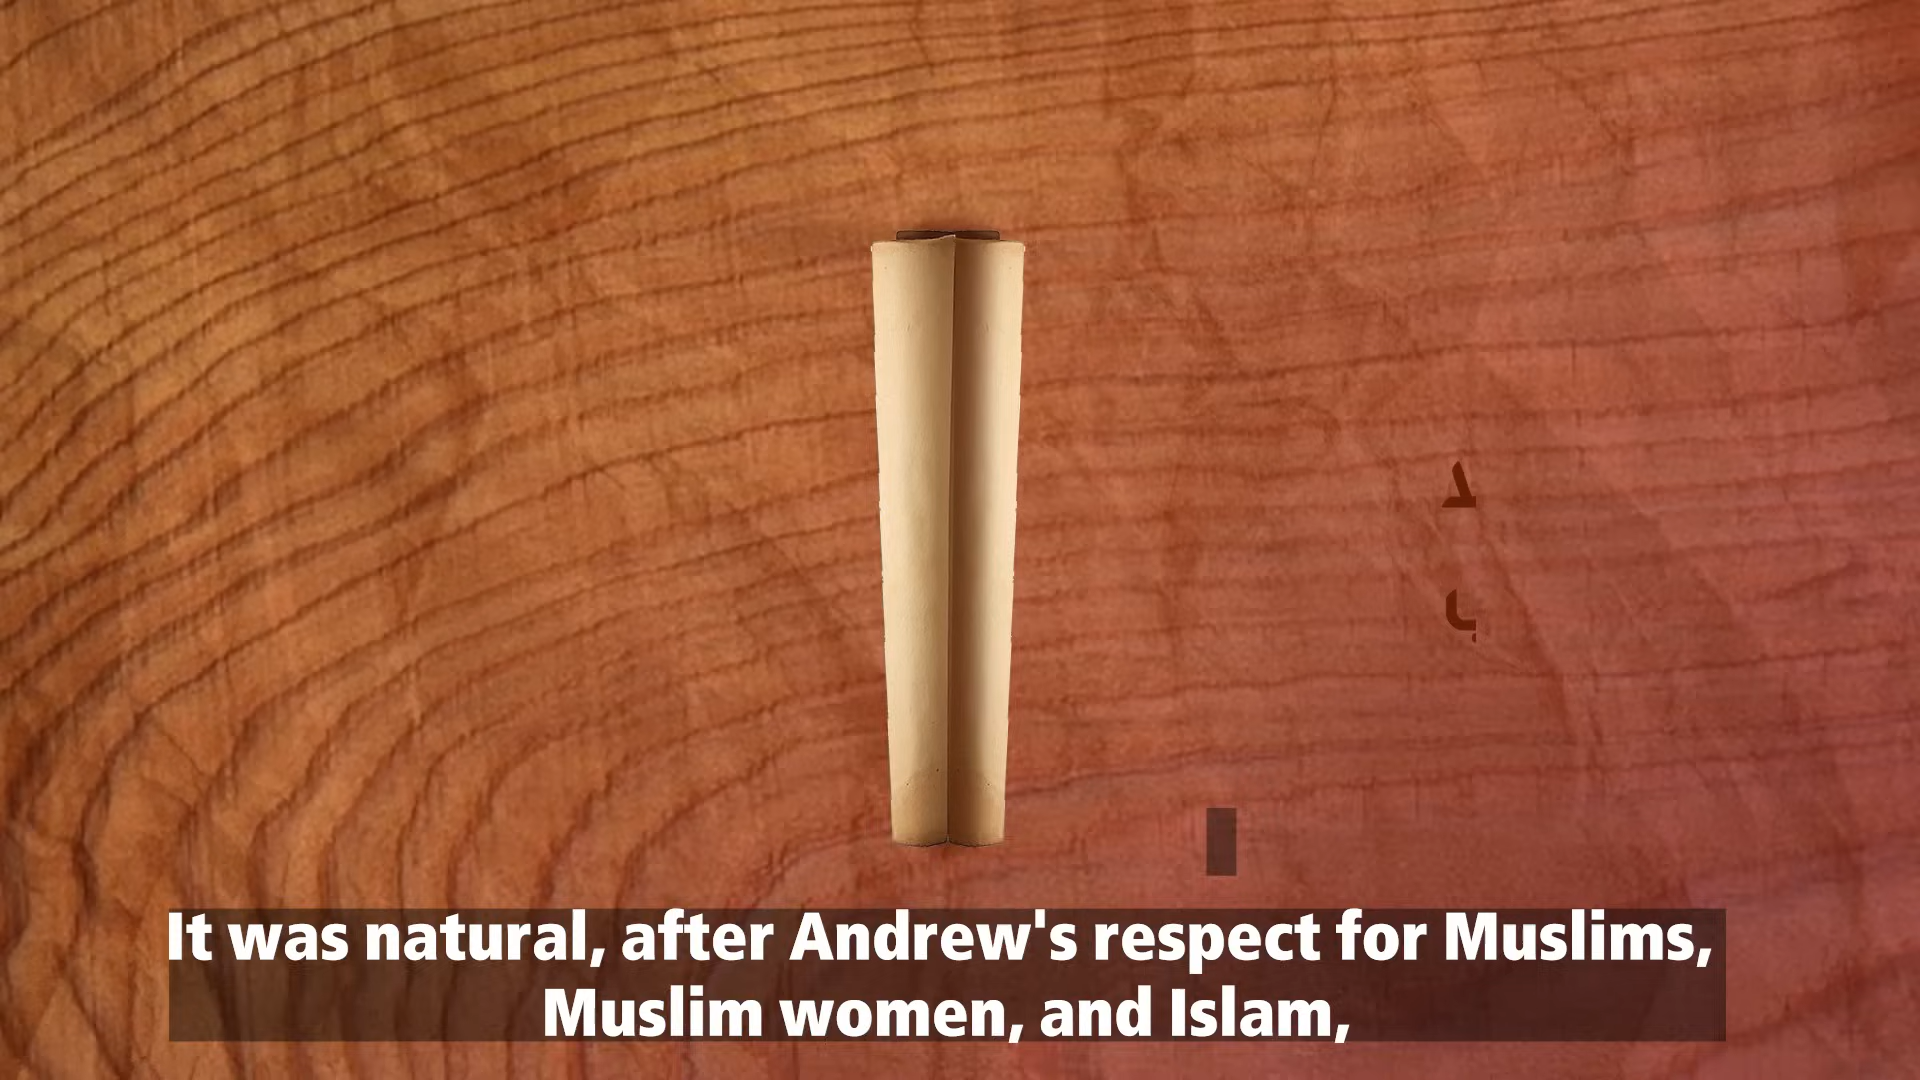 It was natural, after Andrew's respect for Muslims,
Muslim women, and Islam,